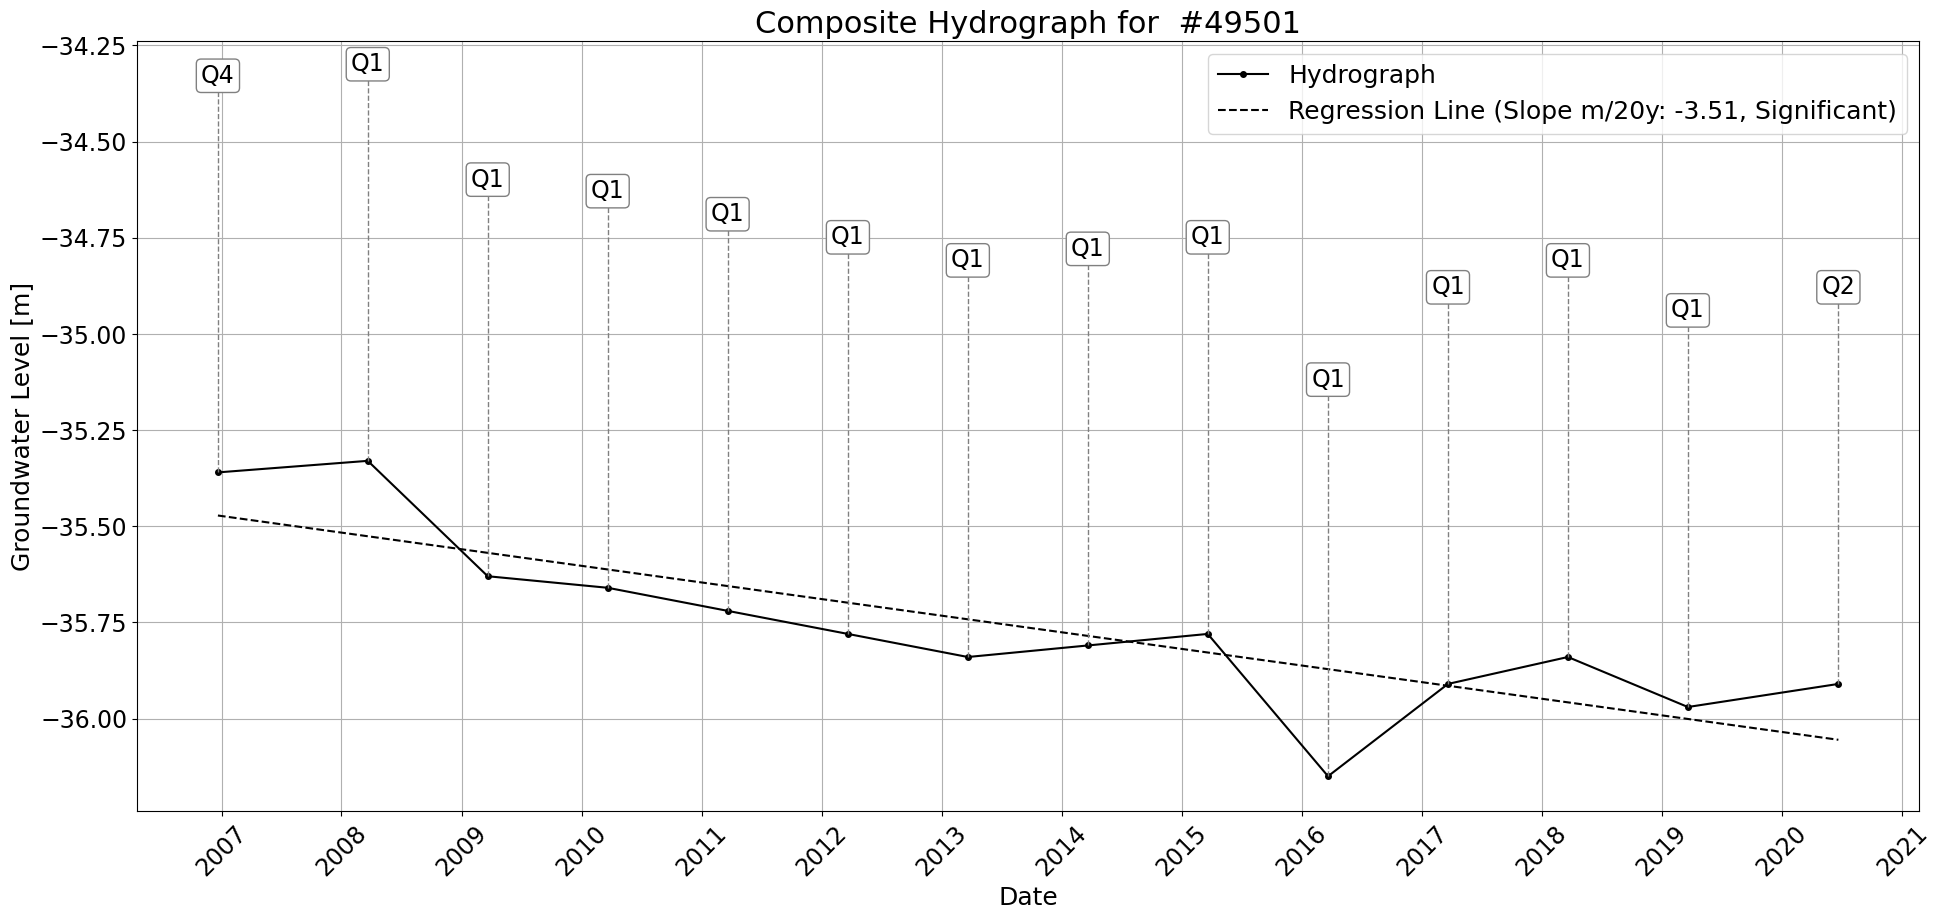 Composite Hydrograph for  #49501
Hydrograph
Regression Line (Slope m/20y: -3.51, Significant)
Groundwater Level [m]
−34.25
−34.50
−34.75
−35.00
−35.25
−35.50
−35.75
−36.00
Q4
Q1
Q1
Q1
Q1
Q1
Q1
Q1
Q1
Q1
Q1
Q1
Q1
Q2
2007
2008
2009
2010
2011
2012
2013
2014
2015
2016
2017
2018
2019
2020
2021
Date